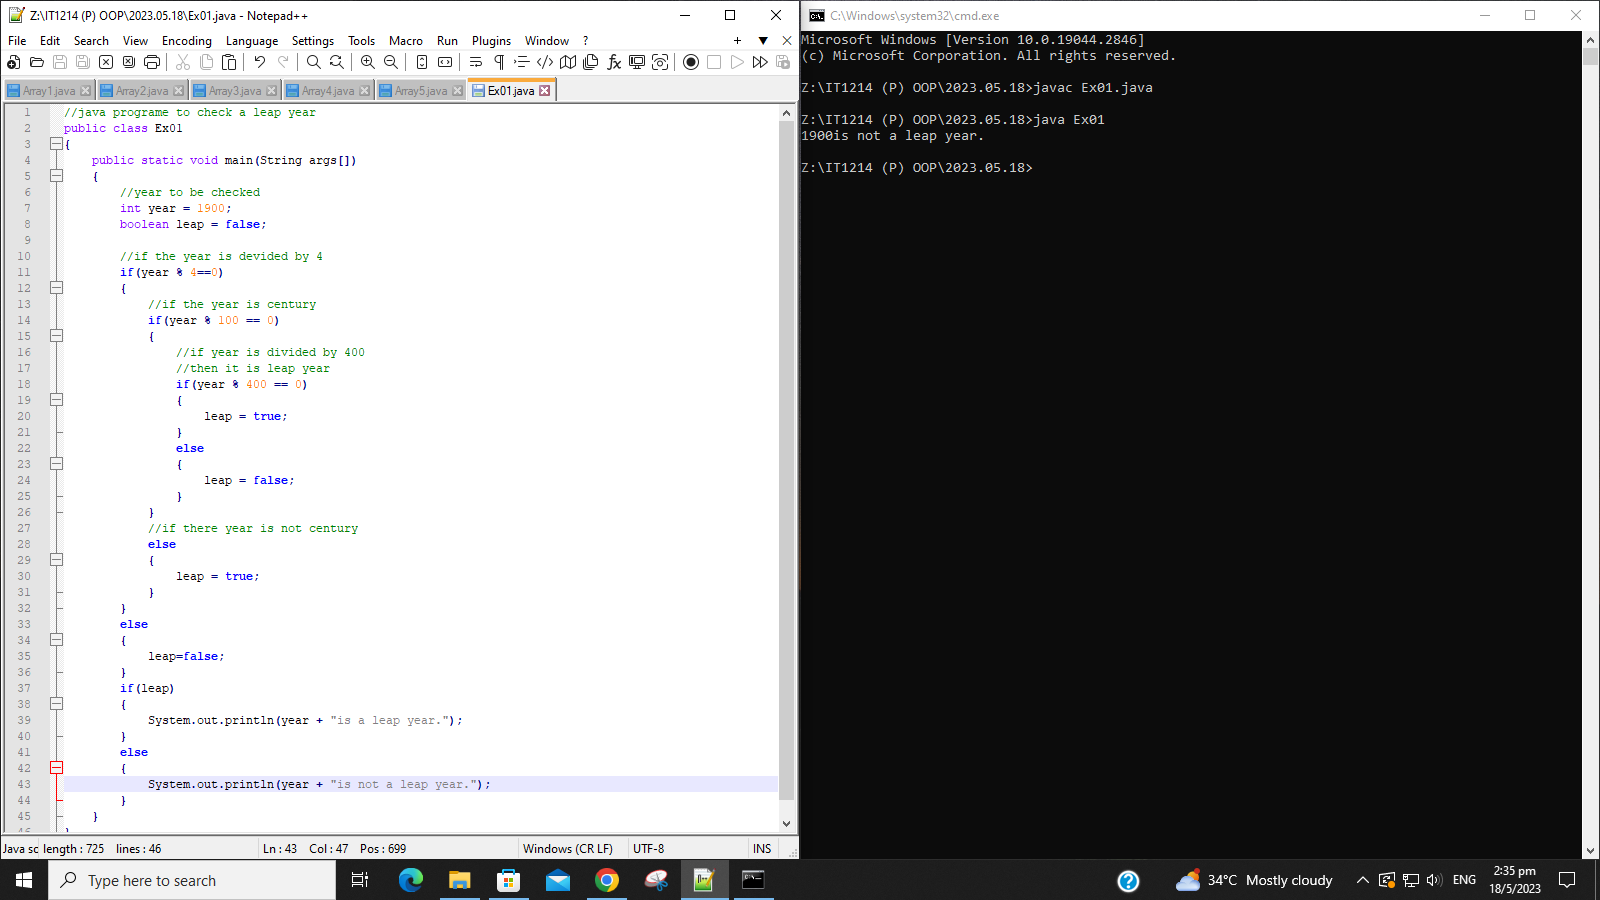 Z:\IT1214 (P) OOP\2023.05.18\Ex01.java - Notepad++
File Edit Search View Encoding Language Settings Tools Macro Run Plugins Window ?
Array1.java Array2.java Array3.java Array4.java Array5.java Ex01.java
1 //java programe to check a leap year
2 public class Ex01
3 {
4 public static void main(String args[])
5 {
6 //year to be checked
7 int year = 1900;
8 boolean leap = false;
9
10 //if the year is devided by 4
11 if(year % 4==0)
12 {
13 //if the year is century
14 if(year % 100 == 0)
15 {
16 //if year is divided by 400
17 //then it is leap year
18 if(year % 400 == 0)
19 {
20 leap = true;
21 }
22 else
23 {
24 leap = false;
25 }
26 }
27 //if there year is not century
28 else
29 {
30 leap = true;
31 }
32 }
33 else
34 {
35 leap=false;
36 }
37 if(leap)
38 {
39 System.out.println(year + "is a leap year.");
40 }
41 else
42 {
43 System.out.println(year + "is not a leap year.");
44 }
45 }
Java sc length : 725 lines : 46 Ln : 43 Col : 47 Pos : 699 Windows (CR LF) UTF-8 INS
C:\Windows\system32\cmd.exe
Microsoft Windows [Version 10.0.19044.2846]
(c) Microsoft Corporation. All rights reserved.
Z:\IT1214 (P) OOP\2023.05.18>javac Ex01.java
Z:\IT1214 (P) OOP\2023.05.18>java Ex01
1900is not a leap year.
Z:\IT1214 (P) OOP\2023.05.18>
Type here to search
34°C Mostly cloudy
ENG
2:35 pm
18/5/2023